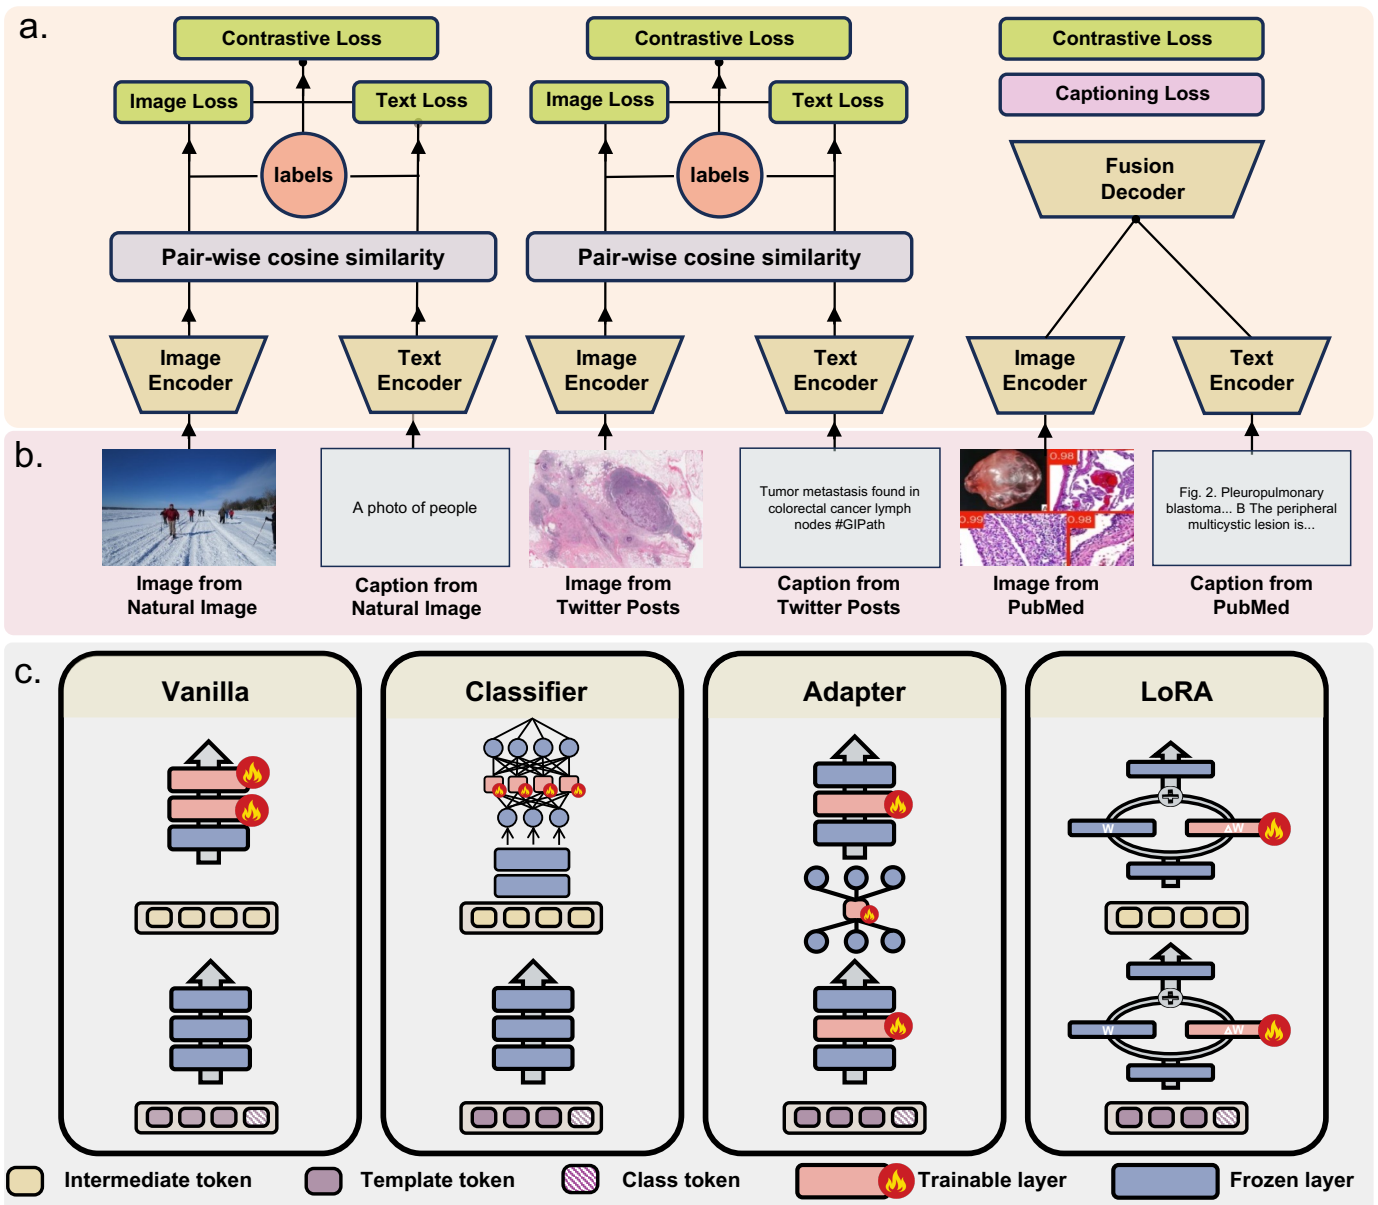 a.
Contrastive Loss
Image Loss
Text Loss
labels
Pair-wise cosine similarity
Image
Encoder
Text
Encoder
Contrastive Loss
Image Loss
Text Loss
labels
Pair-wise cosine similarity
Image
Encoder
Text
Encoder
Contrastive Loss
Captioning Loss
Fusion
Decoder
Image
Encoder
Text
Encoder
b.
A photo of people
Tumor metastasis found in
colorectal cancer lymph
nodes #GIPath
0.98
0.99
0.98
Fig. 2. Pleuropulmonary
blastoma... B The peripheral
multicystic lesion is...
Image from
Natural Image
Caption from
Natural Image
Image from
Twitter Posts
Caption from
Twitter Posts
Image from
PubMed
Caption from
PubMed
c.
Vanilla
Classifier
Adapter
LoRA
W
ΔW
W
ΔW
Intermediate token
Template token
Class token
Trainable layer
Frozen layer